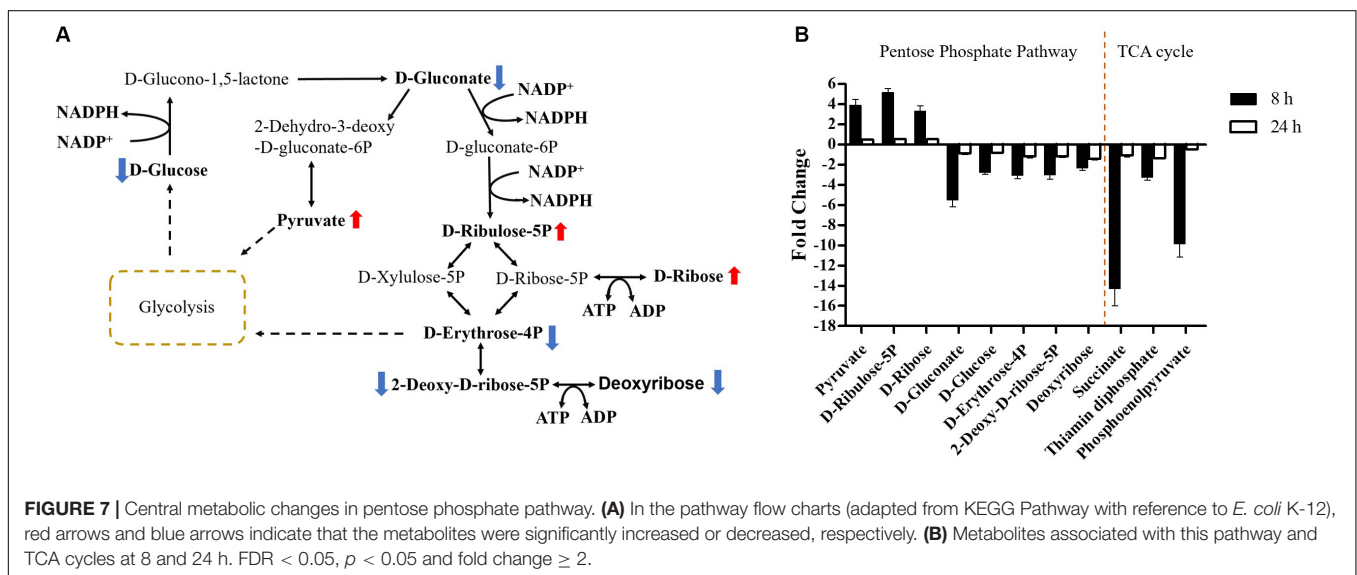 A
D-Glucono-1,5-lactone
D-Gluconate
NADPH
NADP+
D-Glucose
2-Dehydro-3-deoxy
-D-gluconate-6P
NADP+
NADPH
D-gluconate-6P
NADP+
NADPH
Pyruvate
D-Ribulose-5P
D-Xylulose-5P
D-Ribose-5P
D-Ribose
ATP
ADP
Glycolysis
D-Erythrose-4P
2-Deoxy-D-ribose-5P
Deoxyribose
ATP
ADP
B
Pentose Phosphate Pathway
TCA cycle
8 h
24 h
Fold Change
6
4
2
0
-2
-4
-6
-8
-10
-12
-14
-16
-18
Pyruvate
D-Ribulose-5P
D-Ribose
D-Gluconate
D-Glucose
D-Erythrose-4P
2-Deoxy-D-ribose-5P
Deoxyribose
Succinate
Thiamin diphosphate
Phosphoenolpyruvate
FIGURE 7 | Central metabolic changes in pentose phosphate pathway. (A) In the pathway flow charts (adapted from KEGG Pathway with reference to E. coli K-12),
red arrows and blue arrows indicate that the metabolites were significantly increased or decreased, respectively. (B) Metabolites associated with this pathway and
TCA cycles at 8 and 24 h. FDR < 0.05, p < 0.05 and fold change ≥ 2.